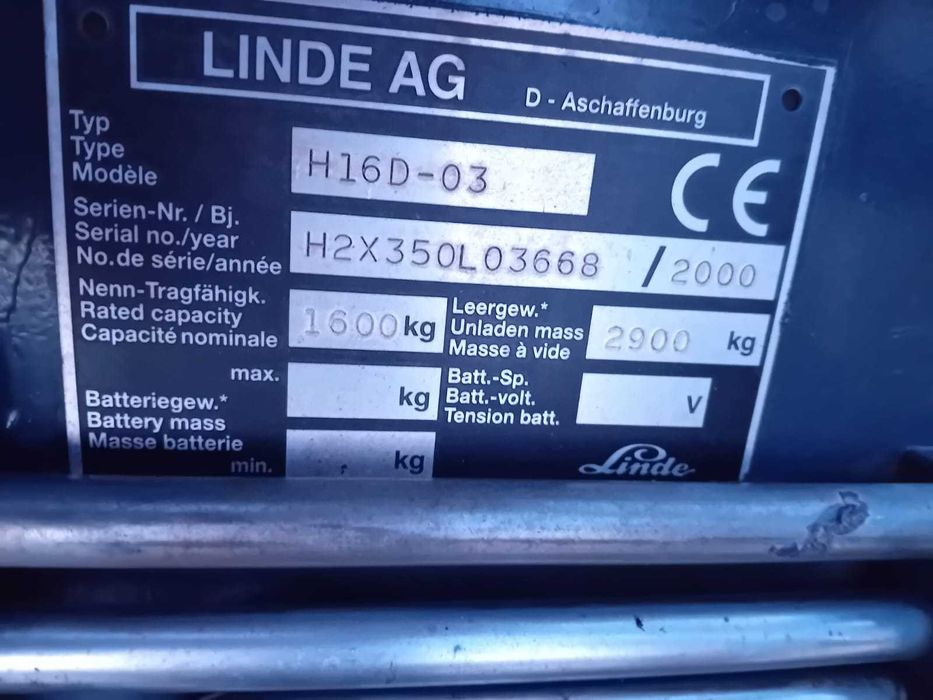 LINDE AG
D - Aschaffenburg
Typ
Type
Modèle
H16D-03
CE
Serien-Nr. / Bj.
Serial no./year
No.de série/année
H2X350L03668 / 2000
Nenn-Tragfähigk.
Rated capacity
Capacité nominale
1600 kg
Leergew.*
Unladen mass
Masse à vide
2900 kg
max.
kg
Batteriegew.*
Battery mass
Masse batterie
min.
kg
Batt.-Sp.
Batt.-volt.
Tension batt.
V
Linde